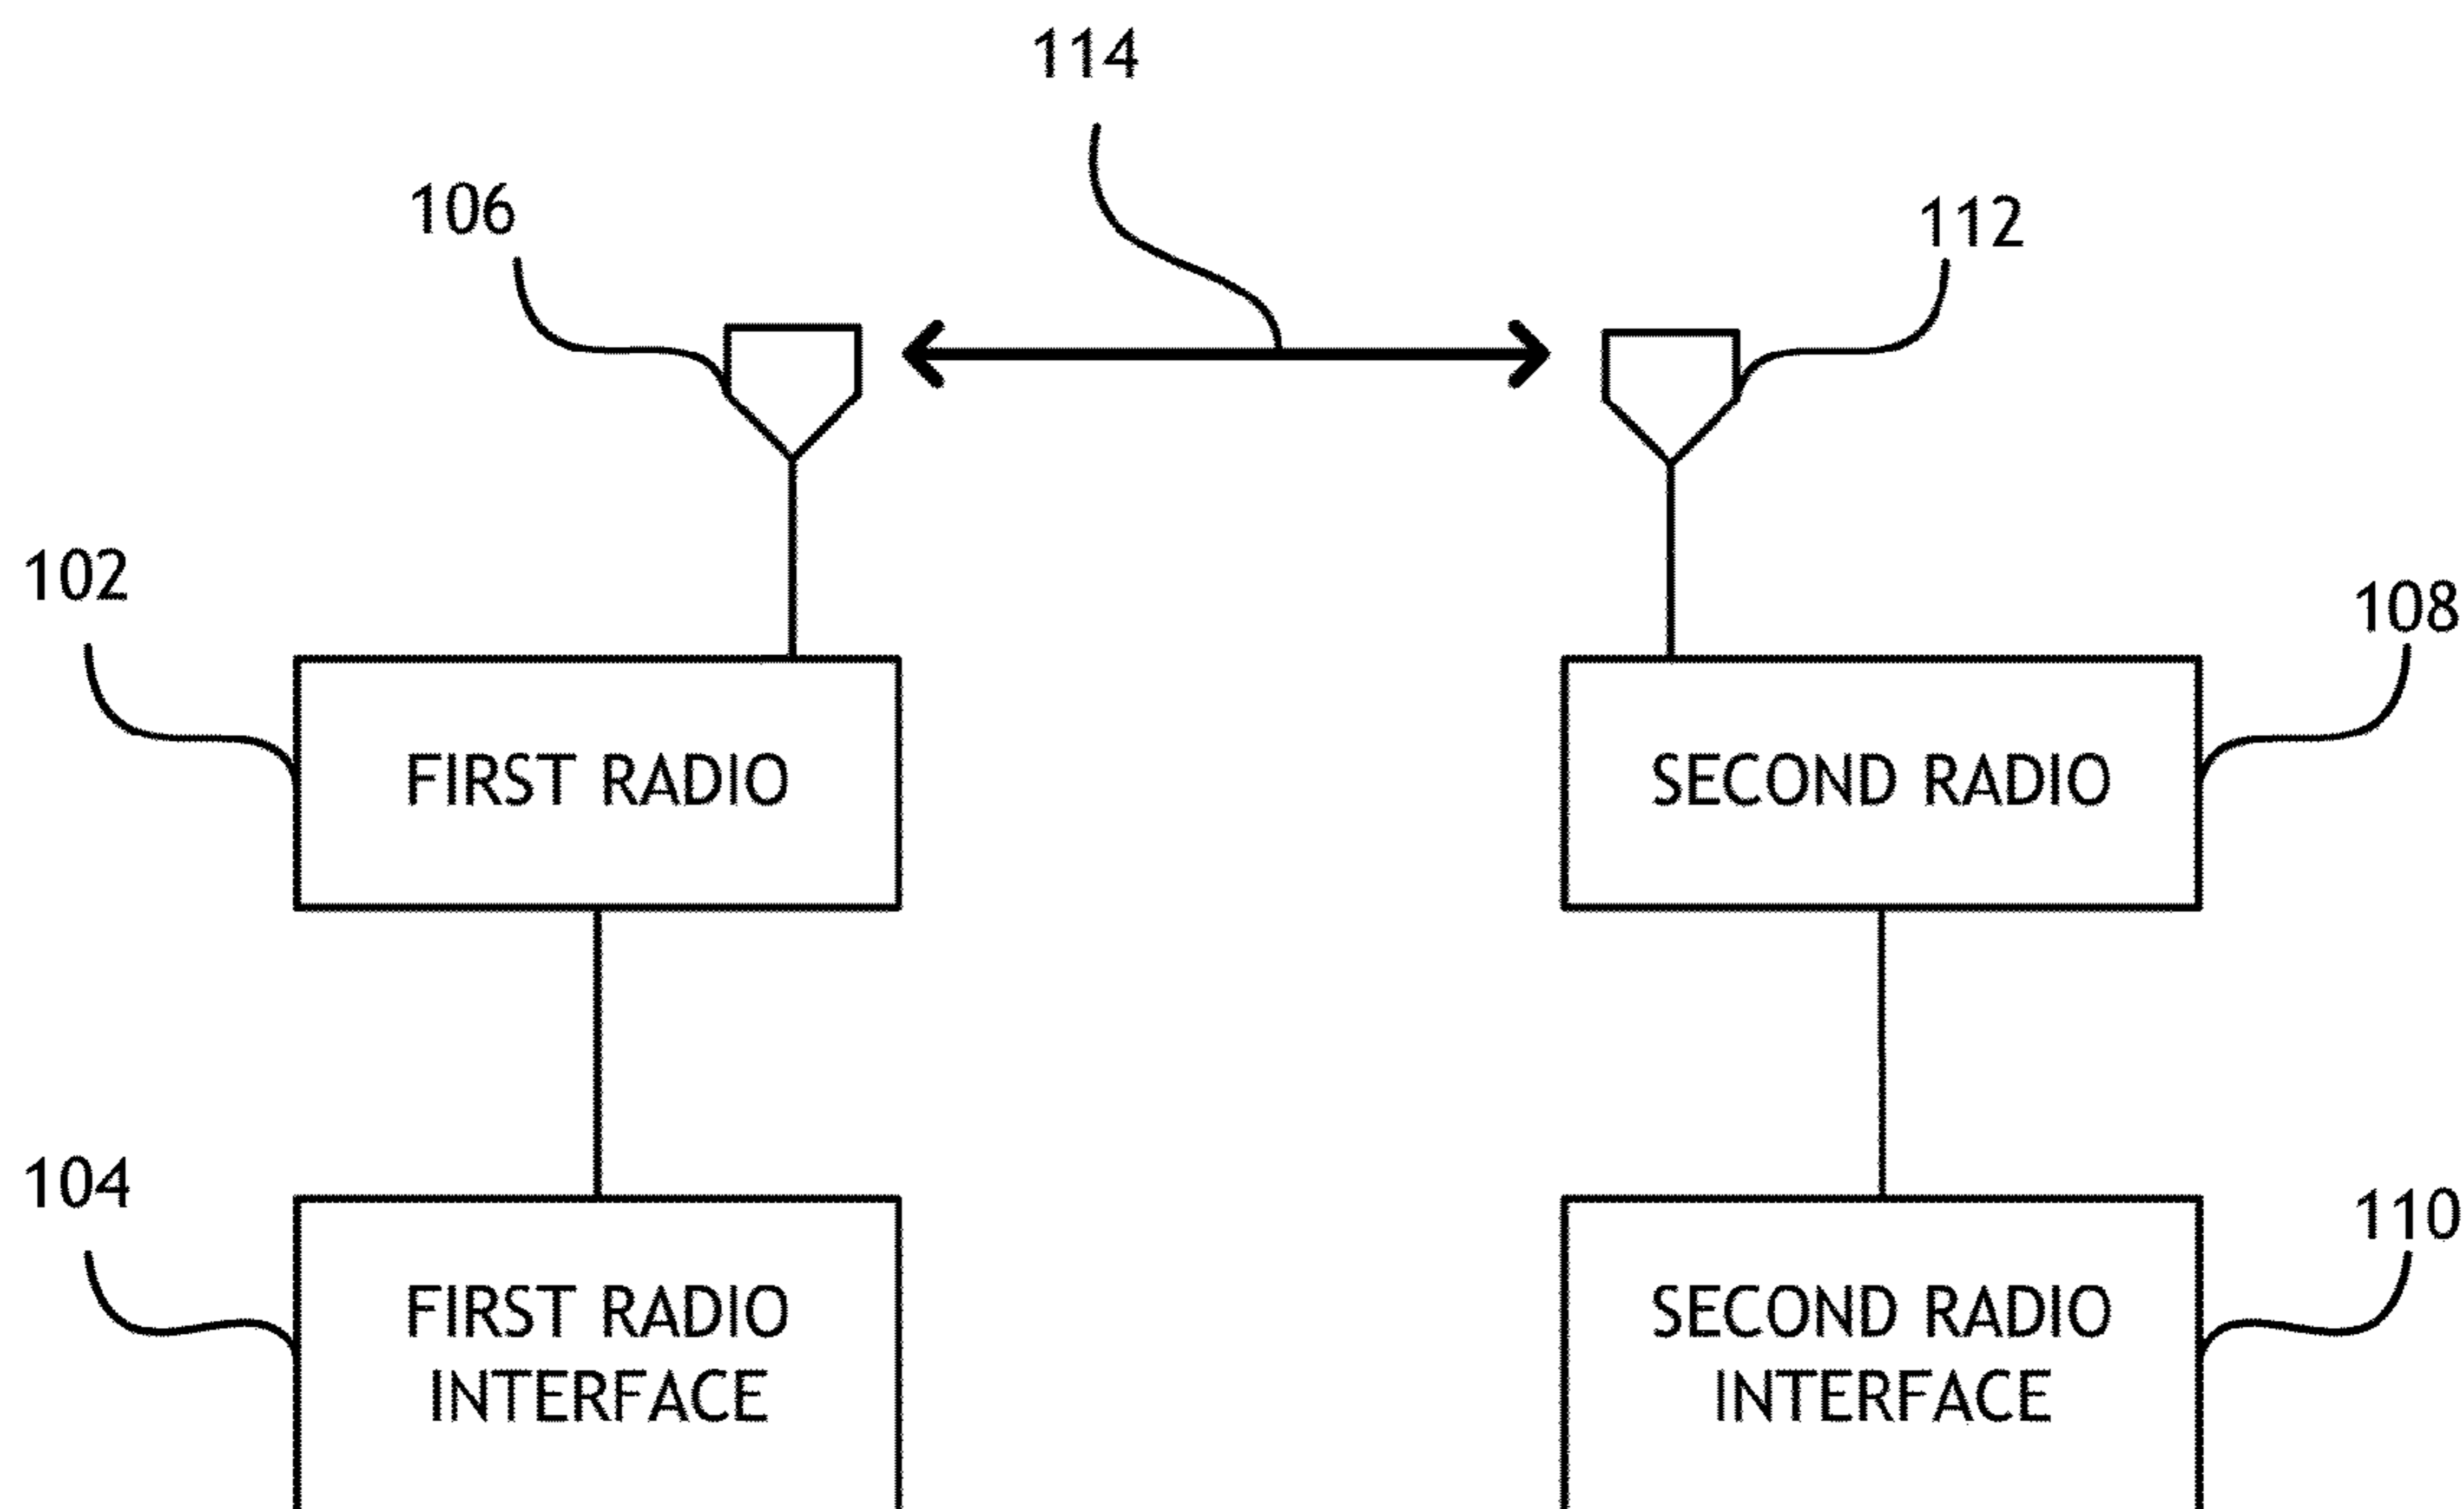 114
106
112
102
108
FIRST RADIO
SECOND RADIO
104
110
FIRST RADIO
INTERFACE
SECOND RADIO
INTERFACE